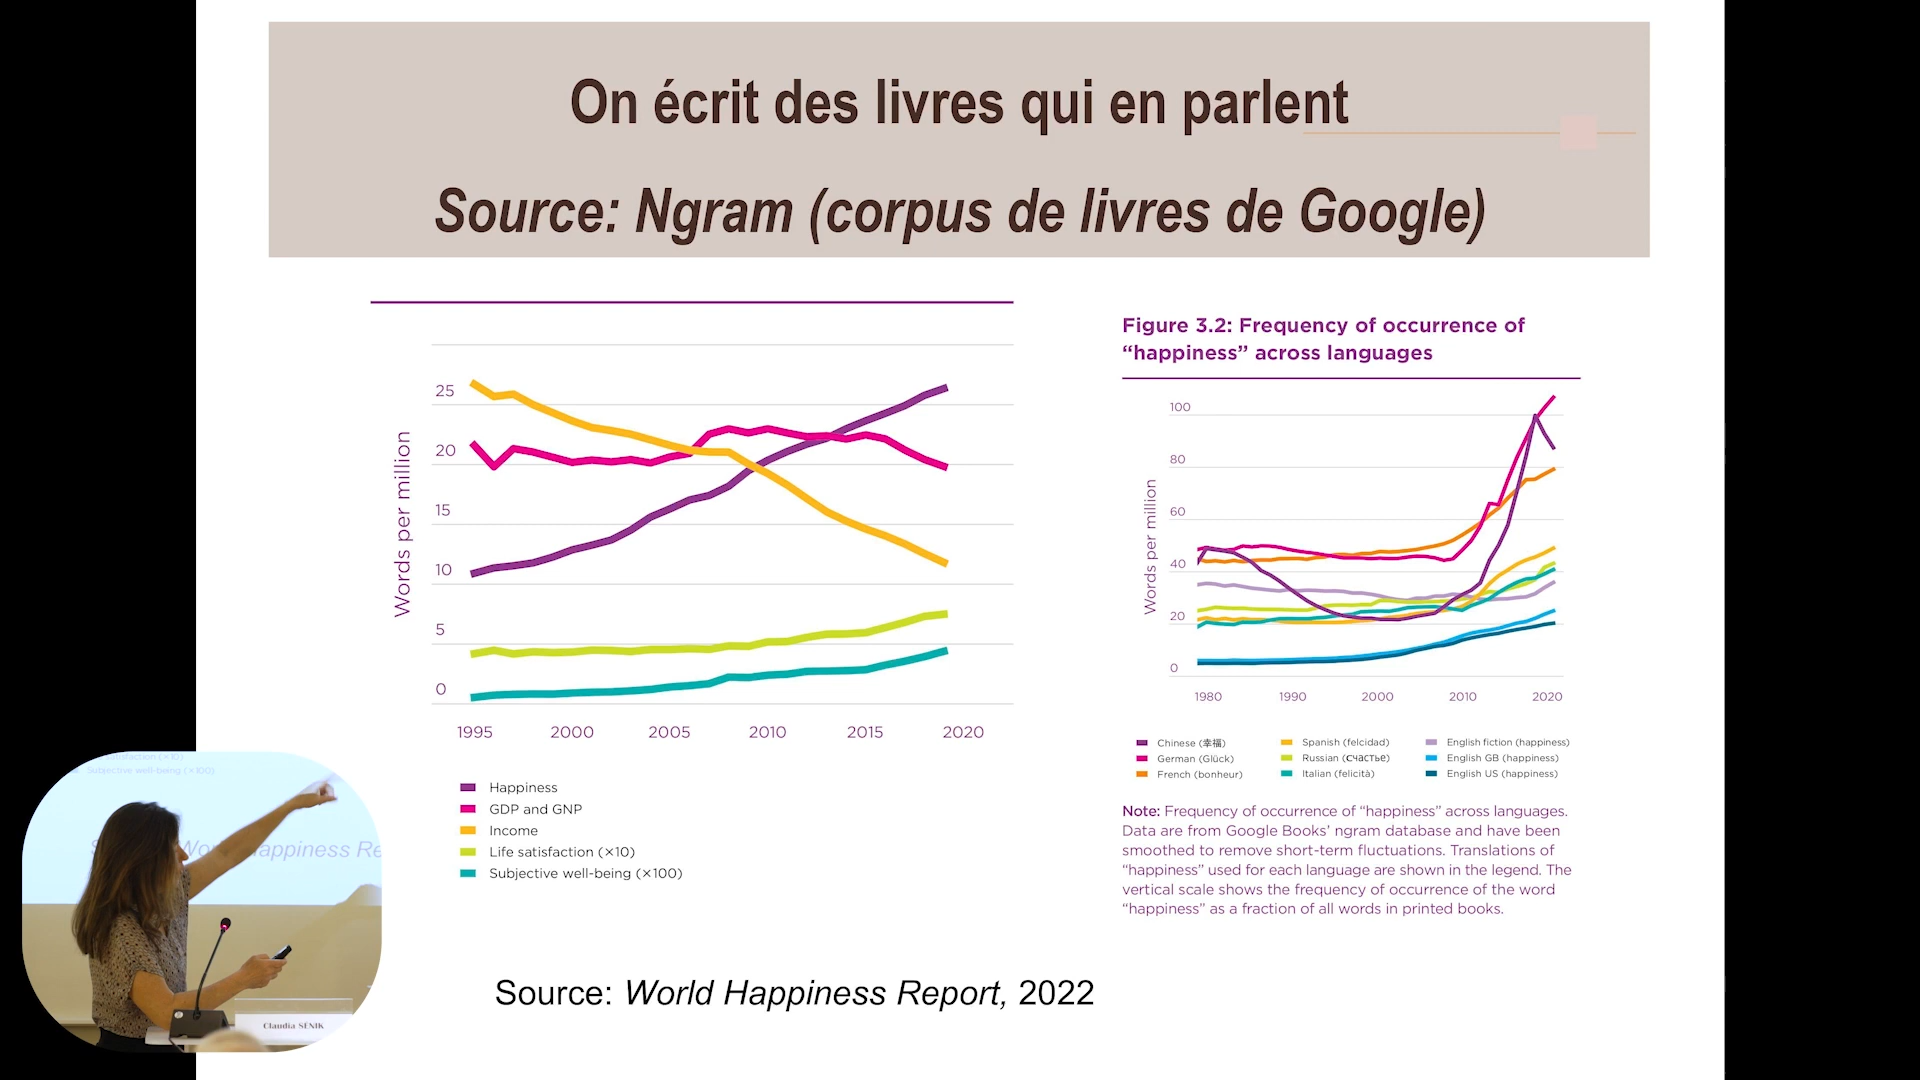 On écrit des livres qui en parlent
Source: Ngram (corpus de livres de Google)
Words per million
25
20
15
10
5
0
1995 2000 2005 2010 2015 2020
Happiness
GDP and GNP
Income
Life satisfaction (×10)
Subjective well-being (×100)
Figure 3.2: Frequency of occurrence of
“happiness” across languages
Words per million
100
80
60
40
20
0
1980 1990 2000 2010 2020
Chinese (幸福)
German (Glück)
French (bonheur)
Spanish (felcidad)
Russian (счастье)
Italian (felicità)
English fiction (happiness)
English GB (happiness)
English US (happiness)
Note: Frequency of occurrence of “happiness” across languages.
Data are from Google Books’ ngram database and have been
smoothed to remove short-term fluctuations. Translations of
“happiness” used for each language are shown in the legend. The
vertical scale shows the frequency of occurrence of the word
“happiness” as a fraction of all words in printed books.
Source: World Happiness Report, 2022
Subjective well-being (×100)
Claudia SÉNIK